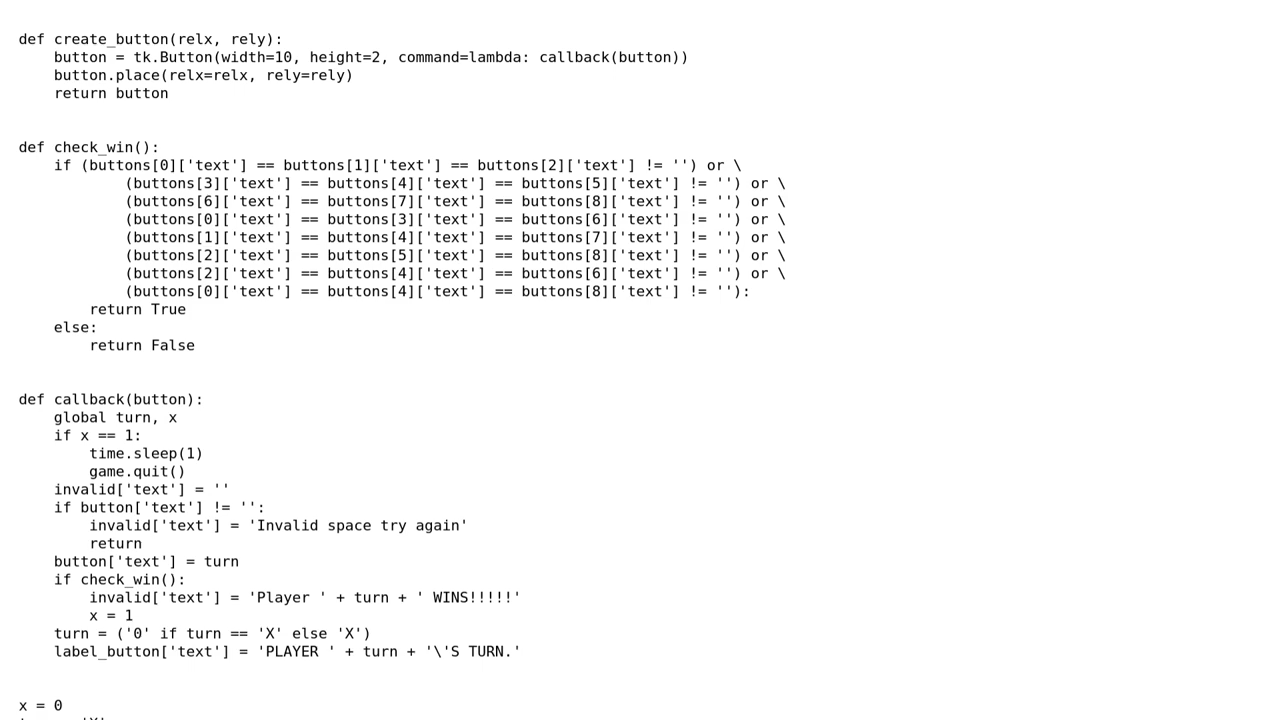 def create_button(relx, rely):
    button = tk.Button(width=10, height=2, command=lambda: callback(button))
    button.place(relx=relx, rely=rely)
    return button


def check_win():
    if (buttons[0]['text'] == buttons[1]['text'] == buttons[2]['text'] != '') or \
            (buttons[3]['text'] == buttons[4]['text'] == buttons[5]['text'] != '') or \
            (buttons[6]['text'] == buttons[7]['text'] == buttons[8]['text'] != '') or \
            (buttons[0]['text'] == buttons[3]['text'] == buttons[6]['text'] != '') or \
            (buttons[1]['text'] == buttons[4]['text'] == buttons[7]['text'] != '') or \
            (buttons[2]['text'] == buttons[5]['text'] == buttons[8]['text'] != '') or \
            (buttons[2]['text'] == buttons[4]['text'] == buttons[6]['text'] != '') or \
            (buttons[0]['text'] == buttons[4]['text'] == buttons[8]['text'] != ''):
        return True
    else:
        return False


def callback(button):
    global turn, x
    if x == 1:
        time.sleep(1)
        game.quit()
    invalid['text'] = ''
    if button['text'] != '':
        invalid['text'] = 'Invalid space try again'
        return
    button['text'] = turn
    if check_win():
        invalid['text'] = 'Player ' + turn + ' WINS!!!!!'
        x = 1
    turn = ('0' if turn == 'X' else 'X')
    label_button['text'] = 'PLAYER ' + turn + '\'S TURN.'


x = 0